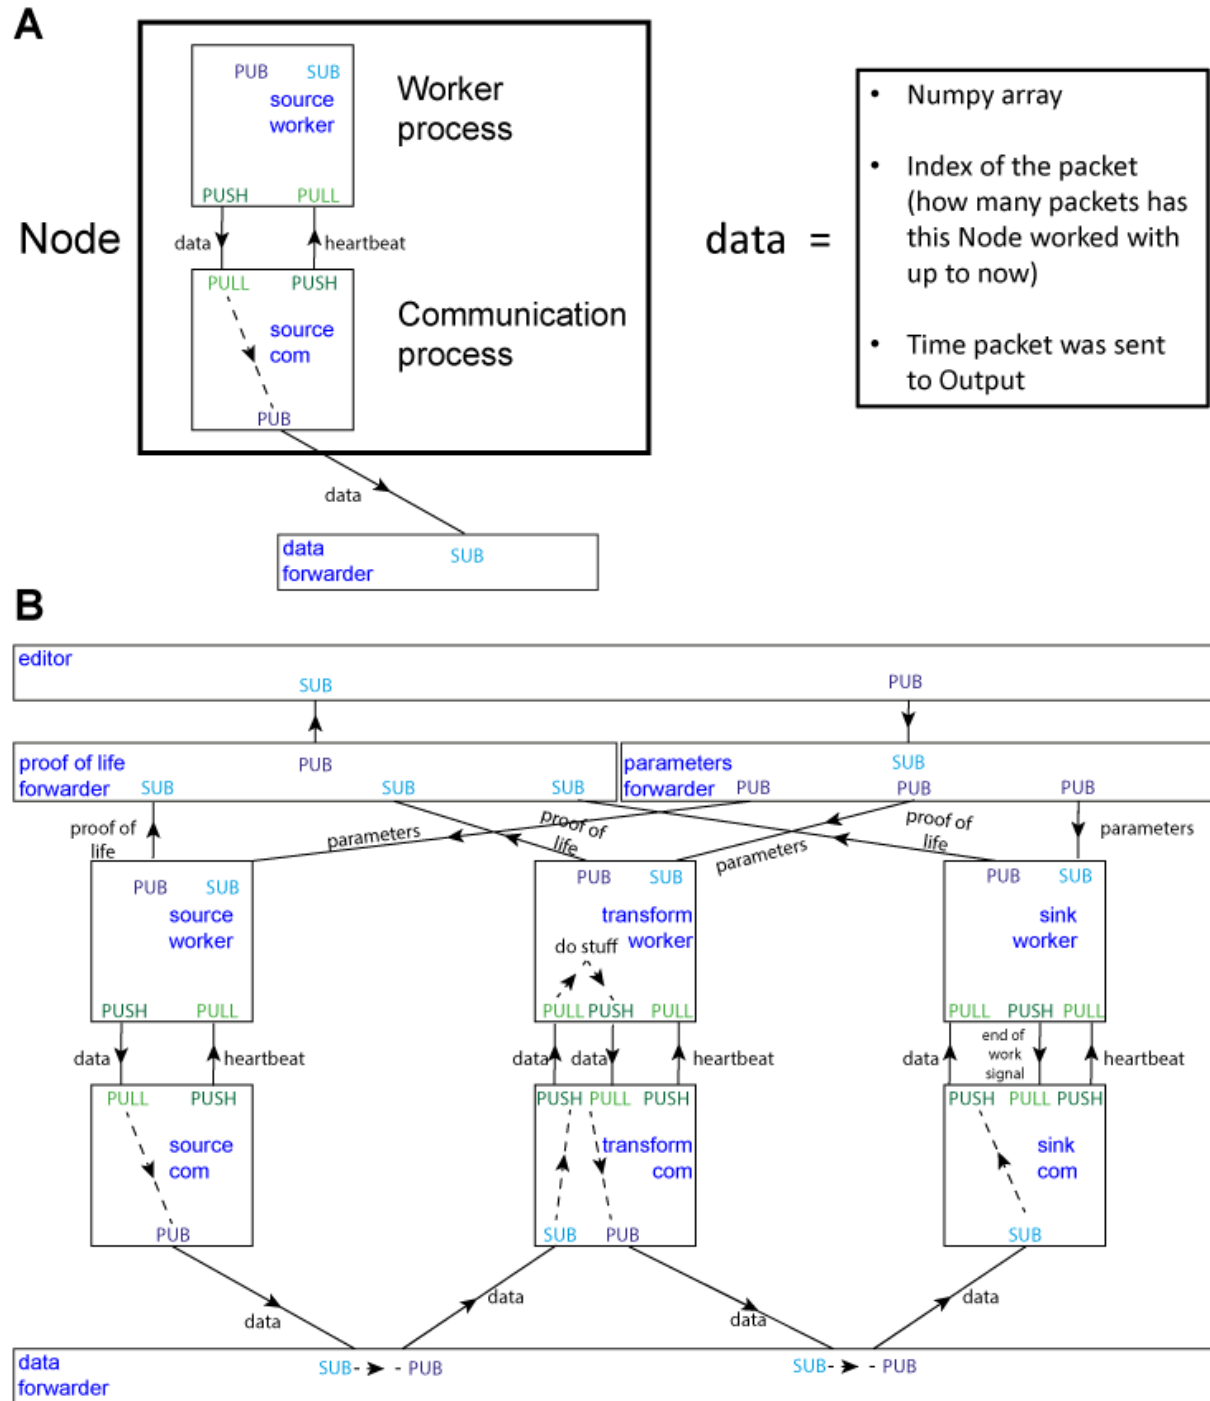 A
PUB SUB
source
worker
Worker
process
PUSH PULL
Node
data
heartbeat
PULL PUSH
source
com
Communication
process
PUB
data
data
forwarder
SUB
data =
• Numpy array
• Index of the packet
(how many packets has
this Node worked with
up to now)
• Time packet was sent
to Output
B
editor
SUB
PUB
proof of life
forwarder
PUB
SUB
SUB
SUB
parameters
forwarder
SUB
PUB
PUB
PUB
proof of
life
parameters
proof of
life
parameters
proof of
life
parameters
PUB SUB
source
worker
PUSH PULL
PUB SUB
transform
worker
do stuff
PULL PUSH PULL
PUB SUB
sink
worker
PULL PUSH PULL
data
heartbeat
data
data
heartbeat
data
end of
work
signal
heartbeat
PULL PUSH
source
com
PUB
PUSH PULL PUSH
transform
com
SUB PUB
PUSH PULL PUSH
sink
com
SUB
data
data
data
data
data
forwarder
SUB - - PUB
SUB - - PUB